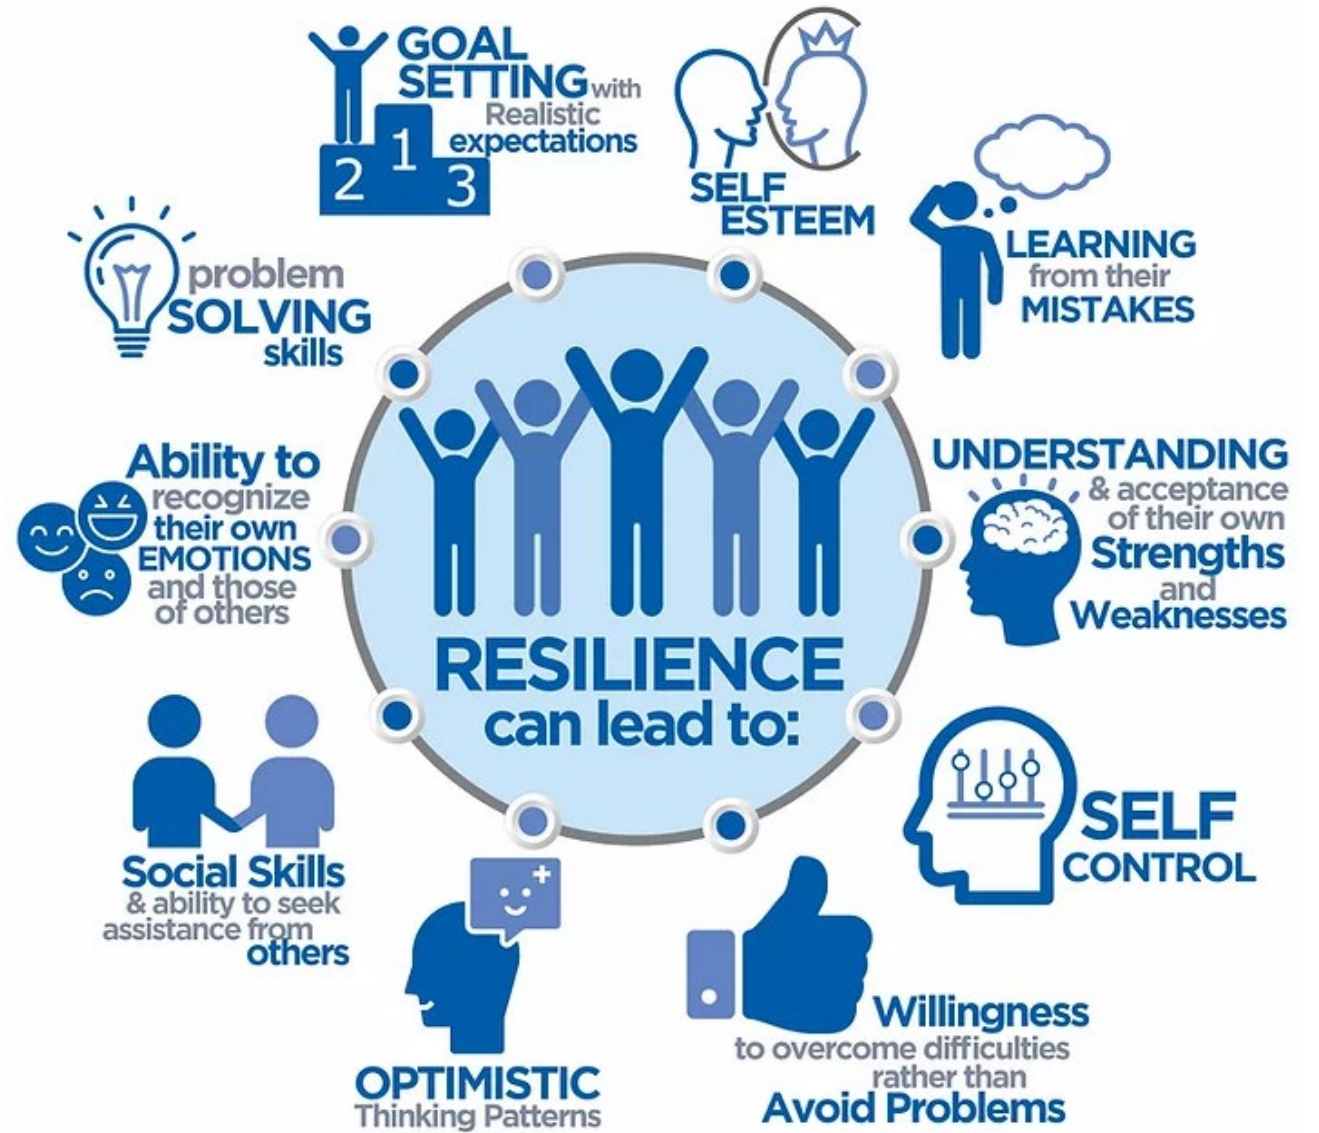 GOAL
SETTING with
Realistic
expectations
1
2
3
SELF
ESTEEM
LEARNING
from their
MISTAKES
problem
SOLVING
skills
Ability to
recognize
their own
EMOTIONS
and those
of others
UNDERSTANDING
& acceptance
of their own
Strengths
and
Weaknesses
RESILIENCE
can lead to:
SELF
CONTROL
Social Skills
& ability to seek
assistance from
others
OPTIMISTIC
Thinking Patterns
Willingness
to overcome difficulties
rather than
Avoid Problems